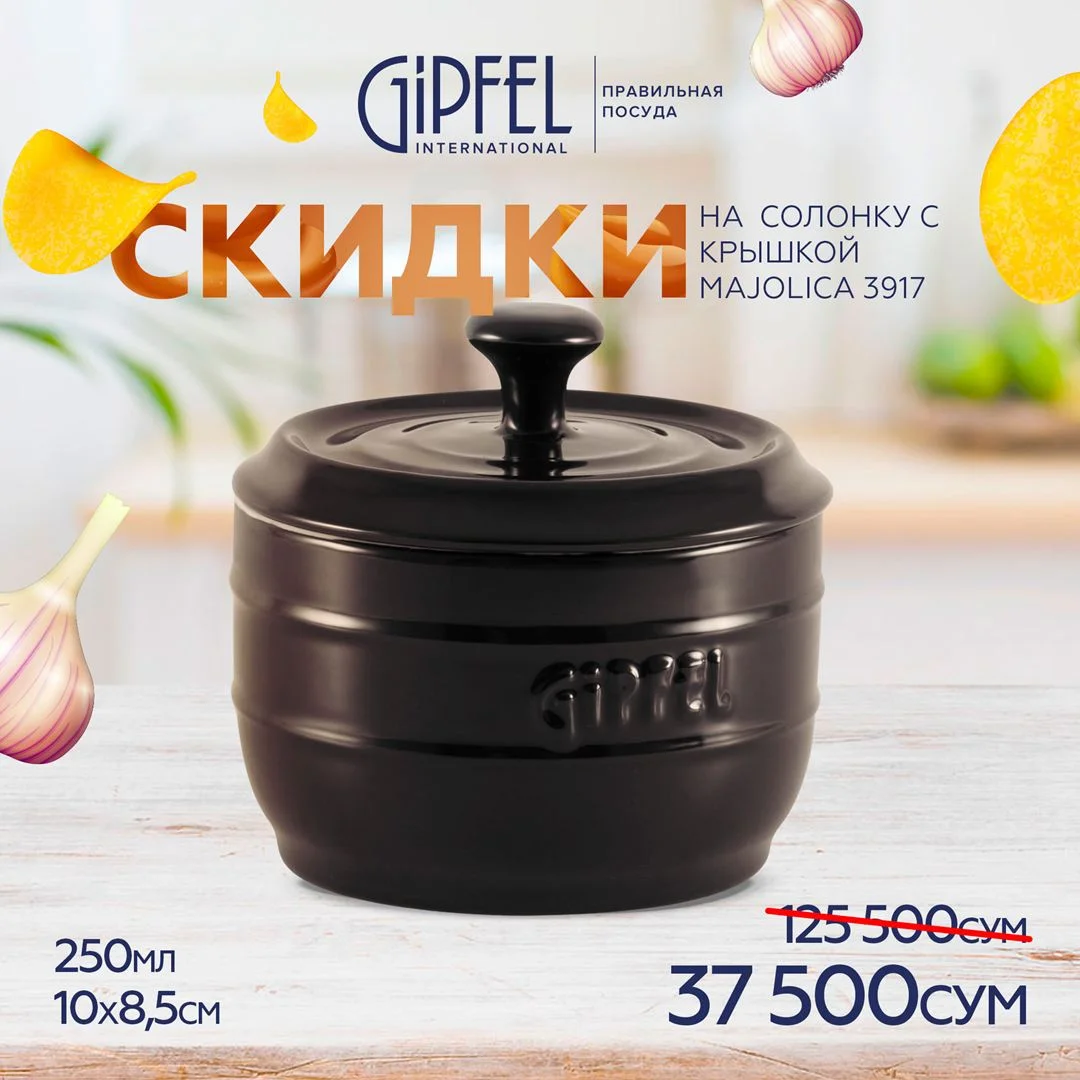 GiPFEL
INTERNATIONAL
ПРАВИЛЬНАЯ
ПОСУДА
СКИДКИ
НА СОЛОНКУ С
КРЫШКОЙ
MAJOLICA 3917
GiPFEL
250мл
10х8,5см
125 500сум
37 500сум